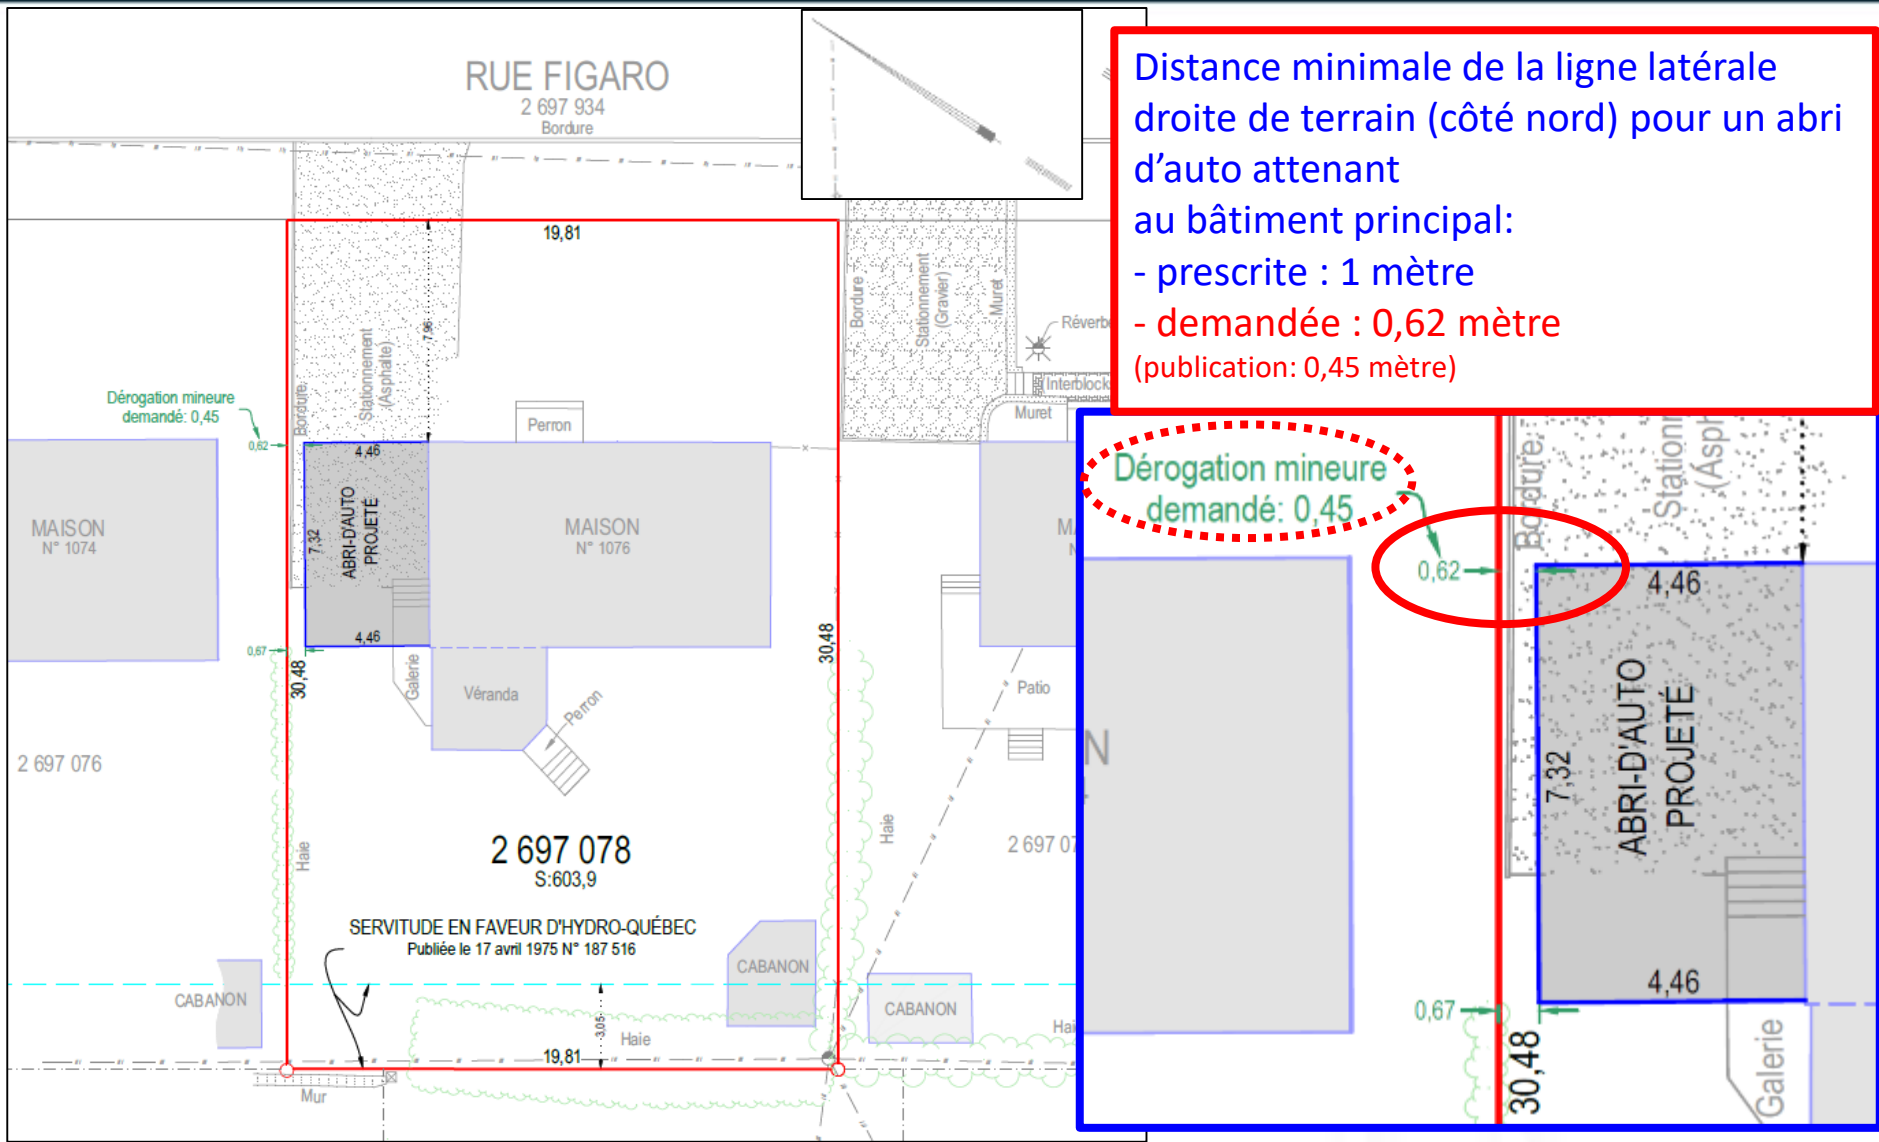 RUE FIGARO
2 697 934
Bordure
Distance minimale de la ligne latérale
droite de terrain (côté nord) pour un abri
d'auto attenant
au bâtiment principal:
- prescrite : 1 mètre
- demandée : 0,62 mètre
(publication: 0,45 mètre)
19,81
7,96
Stationnement
(Asphalte)
Bordure
Bordure
Stationnement
(Gravier)
Muret
Réverb
Interblock
Muret
Dérogation mineure
demandé: 0,45
0,62
Perron
4,46
MAISON
N° 1074
7,32
ABRI-D'AUTO
PROJETÉ
MAISON
N° 1076
4,46
0,67
30,48
Galerie
Véranda
Perron
30,48
Patio
2 697 076
Haie
2 697 078
S:603,9
Haie
2 697 07
SERVITUDE EN FAVEUR D'HYDRO-QUÉBEC
Publiée le 17 avril 1975 N° 187 516
CABANON
CABANON
CABANON
3,05
Haie
Hai
19,81
Mur
Dérogation mineure
demandé: 0,45
0,62
Bordure
Stationn
(Asph
4,46
7,32
ABRI-D'AUTO
PROJETÉ
N
4,46
0,67
30,48
Galerie